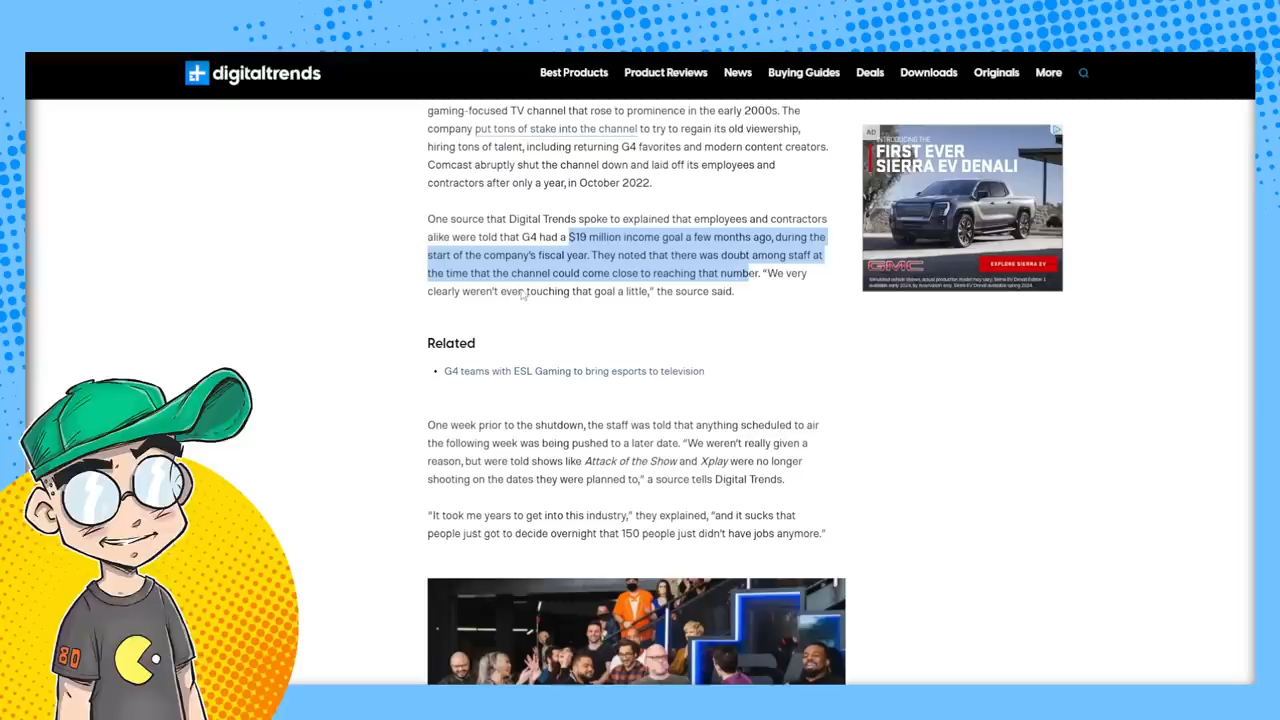 digitaltrends
Best Products Product Reviews News Buying Guides Deals Downloads Originals More
gaming-focused TV channel that rose to prominence in the early 2000s. The
company put tons of stake into the channel to try to regain its old viewership,
hiring tons of talent, including returning G4 favorites and modern content creators.
Comcast abruptly shut the channel down and laid off its employees and
contractors after only a year, in October 2022.
AD
INTRODUCING THE
FIRST EVER
SIERRA EV DENALI
GMC
EXPLORE SIERRA EV
One source that Digital Trends spoke to explained that employees and contractors
alike were told that G4 had a $19 million income goal a few months ago, during the
start of the company's fiscal year. They noted that there was doubt among staff at
the time that the channel could come close to reaching that number. “We very
clearly weren't ever touching that goal a little,” the source said.
Related
• G4 teams with ESL Gaming to bring esports to television
One week prior to the shutdown, the staff was told that anything scheduled to air
the following week was being pushed to a later date. “We weren't really given a
reason, but were told shows like Attack of the Show and Xplay were no longer
shooting on the dates they were planned to,” a source tells Digital Trends.
“It took me years to get into this industry,” they explained, “and it sucks that
people just got to decide overnight that 150 people just didn't have jobs anymore.”
80